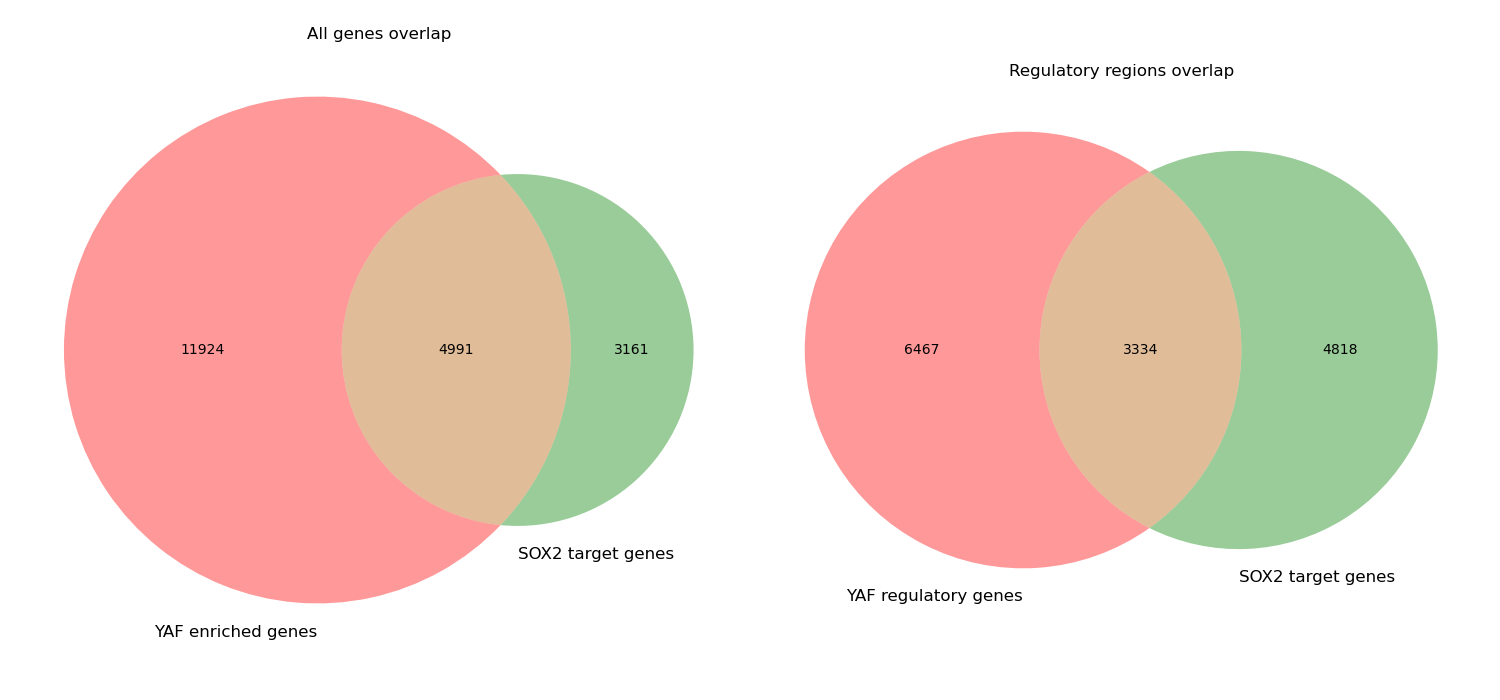 All genes overlap
11924
4991
3161
SOX2 target genes
YAF enriched genes
Regulatory regions overlap
6467
3334
4818
SOX2 target genes
YAF regulatory genes